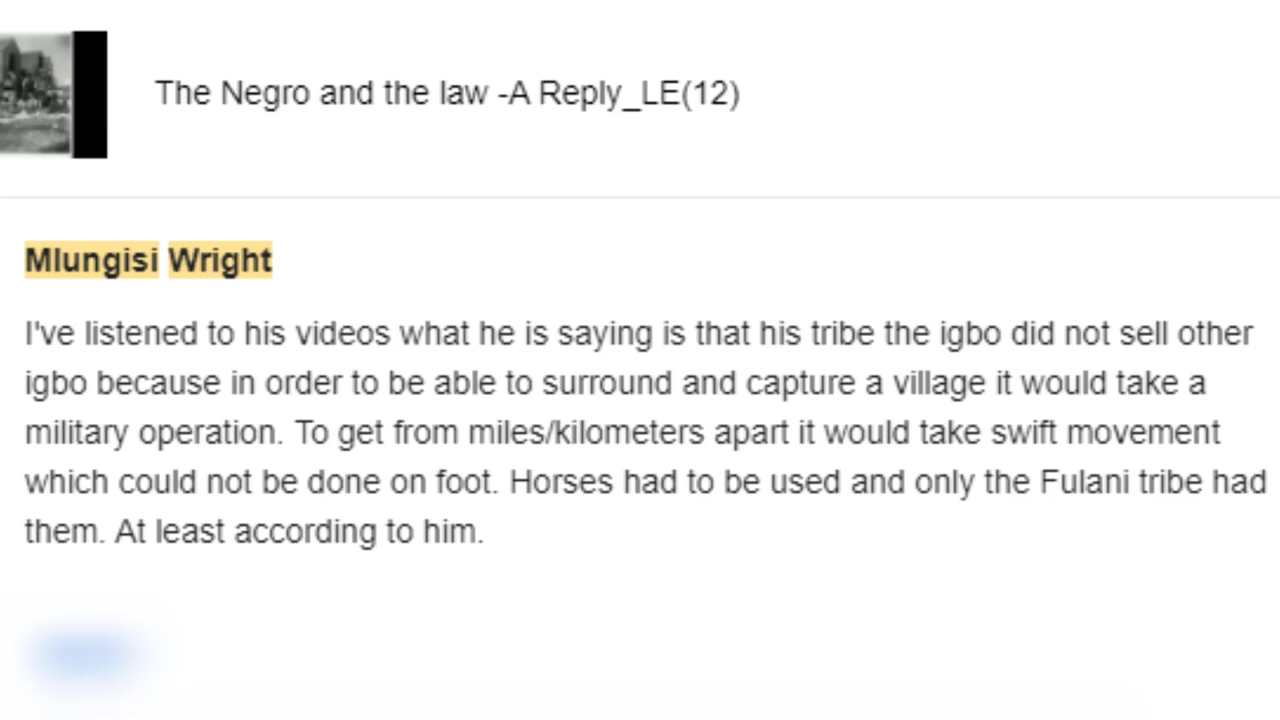 The Negro and the law -A Reply_LE(12)
Mlungisi Wright
I've listened to his videos what he is saying is that his tribe the igbo did not sell other
igbo because in order to be able to surround and capture a village it would take a
military operation. To get from miles/kilometers apart it would take swift movement
which could not be done on foot. Horses had to be used and only the Fulani tribe had
them. At least according to him.